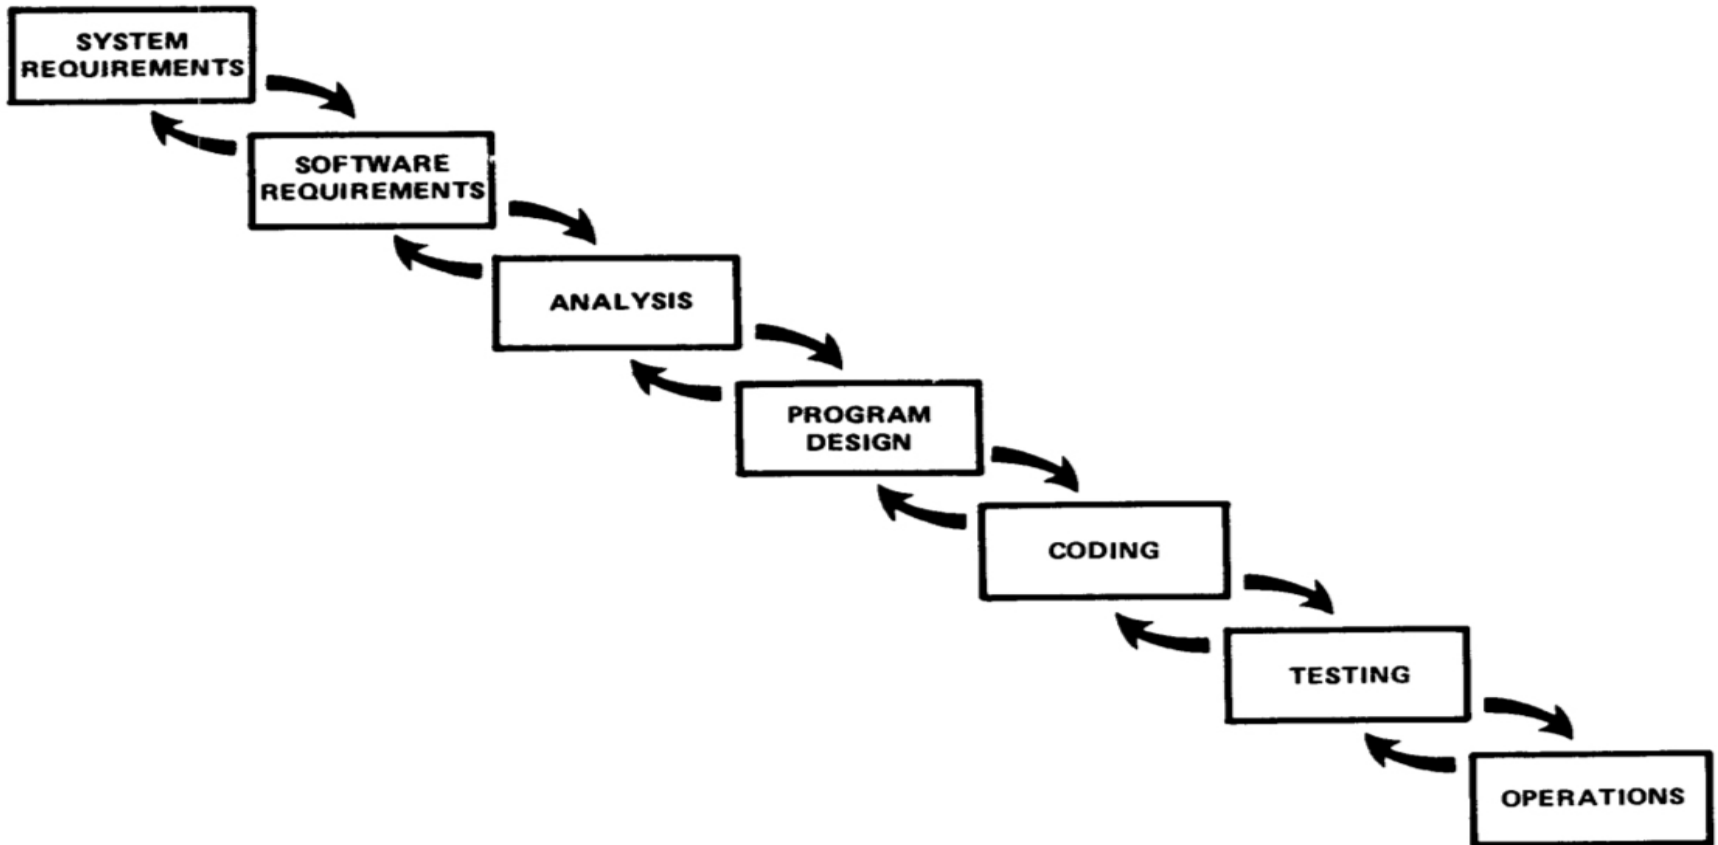 SYSTEM
REQUIREMENTS
SOFTWARE
REQUIREMENTS
ANALYSIS
PROGRAM
DESIGN
CODING
TESTING
OPERATIONS